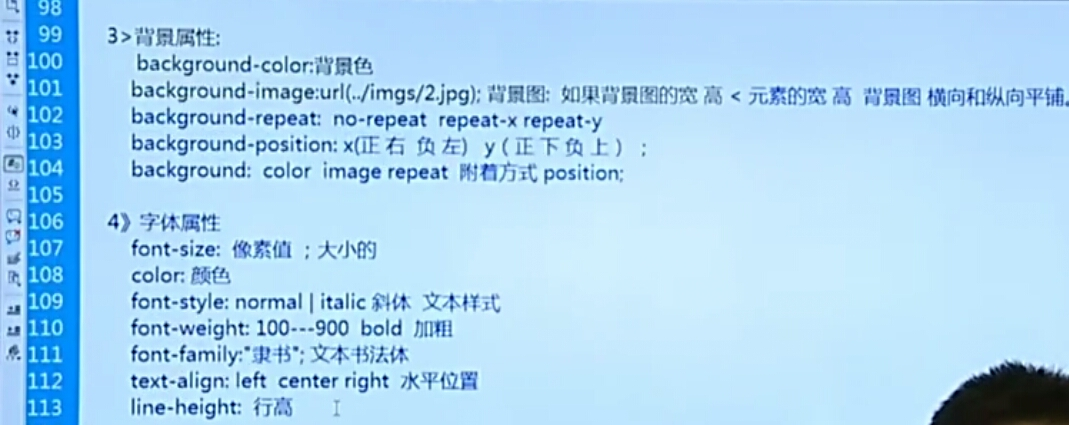 98
99 3>背景属性:
100 background-color:背景色
101 background-image:url(../imgs/2.jpg); 背景图: 如果背景图的宽 高 < 元素的宽 高 背景图 横向和纵向平铺。
102 background-repeat: no-repeat repeat-x repeat-y
103 background-position: x(正 右 负 左) y ( 正 下 负 上 ) ;
104 background: color image repeat 附着方式 position;
105
106 4》字体属性
107 font-size: 像素值 ; 大小的
108 color: 颜色
109 font-style: normal | italic 斜体 文本样式
110 font-weight: 100---900 bold 加粗
111 font-family:"隶书"; 文本书法体
112 text-align: left center right 水平位置
113 line-height: 行高